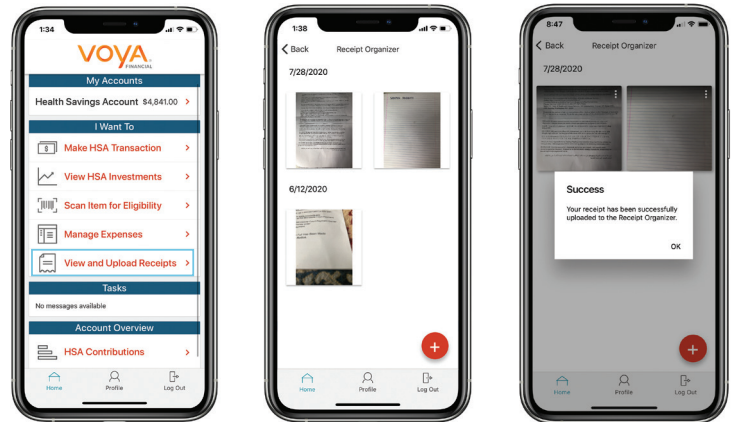 1:34
VOYA
FINANCIAL
My Accounts
Health Savings Account $4,841.00
I Want To
Make HSA Transaction
View HSA Investments
Scan Item for Eligibility
Manage Expenses
View and Upload Receipts
Tasks
No messages available
Account Overview
HSA Contributions
Home Profile Log Out
1:38
Back Receipt Organizer
7/28/2020
6/12/2020
+
Home Profile Log Out
8:47
Back Receipt Organizer
7/28/2020
Success
Your receipt has been successfully
uploaded to the Receipt Organizer.
OK
+
Home Profile Log Out